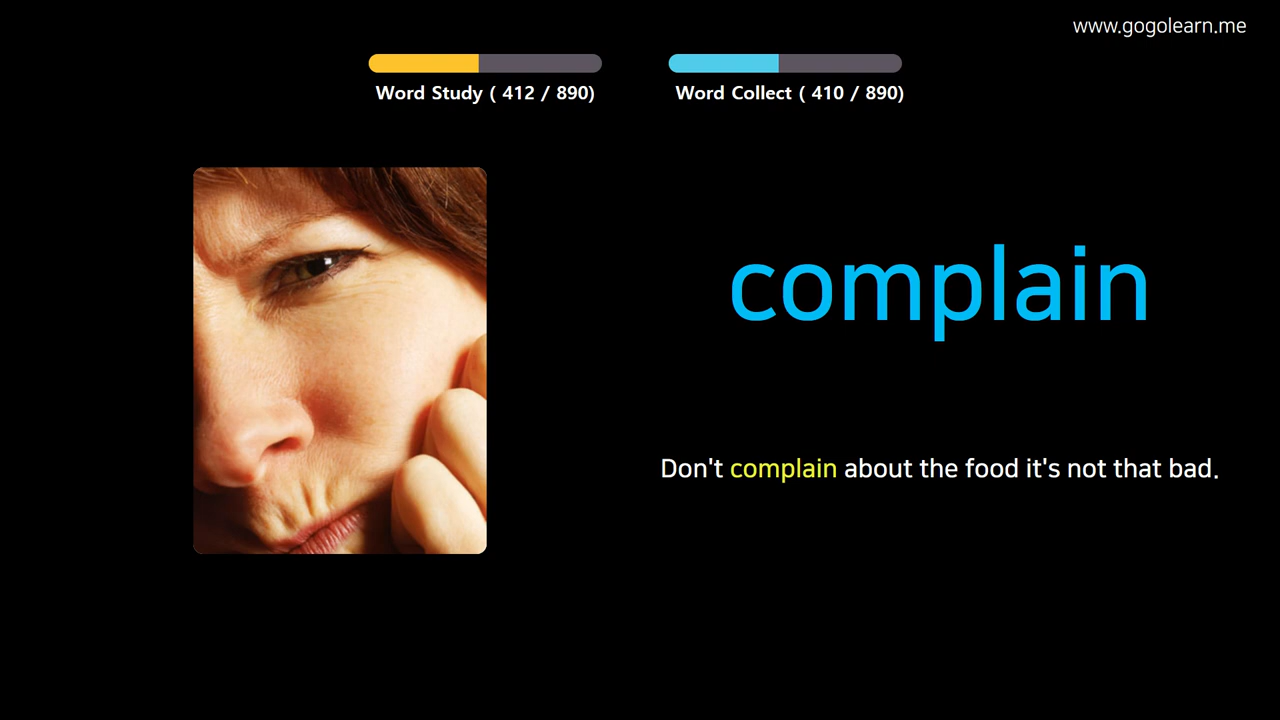 www.gogolearn.me
Word Study ( 412 / 890)
Word Collect ( 410 / 890)
complain
Don't complain about the food it's not that bad.